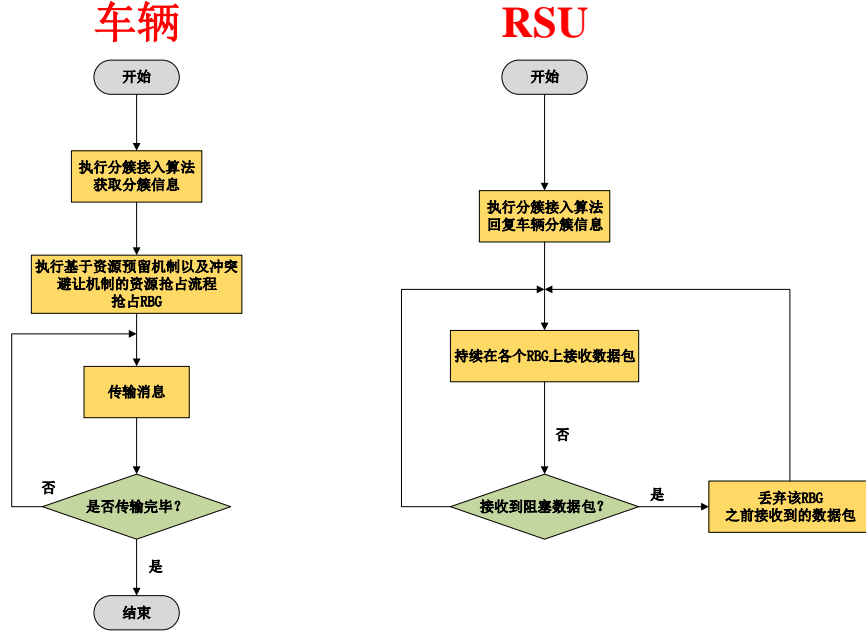 车辆
开始
执行分簇接入算法
获取分簇信息
执行基于资源预留机制以及冲突
避让机制的资源抢占流程
抢占RBG
传输消息
否
是否传输完毕？
是
结束
RSU
开始
执行分簇接入算法
回复车辆分簇信息
持续在各个RBG上接收数据包
否
接收到阻塞数据包？
是
丢弃该RBG
之前接收到的数据包